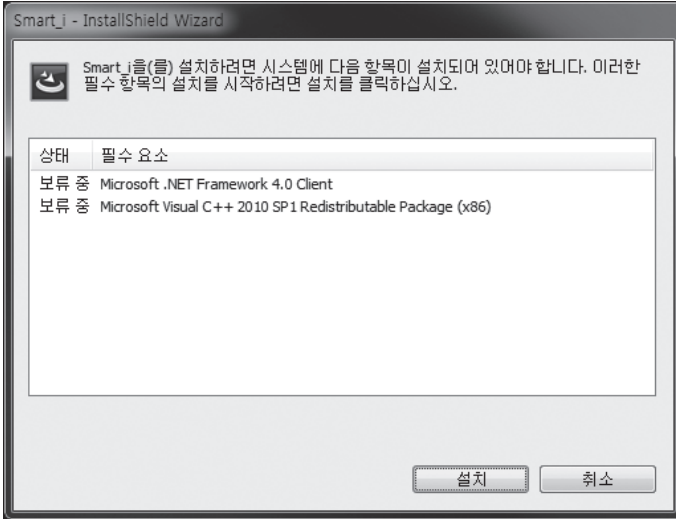 Smart_i - InstallShield Wizard
Smart_i을(를) 설치하려면 시스템에 다음 항목이 설치되어 있어야 합니다. 이러한
필수 항목의 설치를 시작하려면 설치를 클릭하십시오.
상태 필수 요소
보류 중 Microsoft .NET Framework 4.0 Client
보류 중 Microsoft Visual C++ 2010 SP1 Redistributable Package (x86)
설치 취소